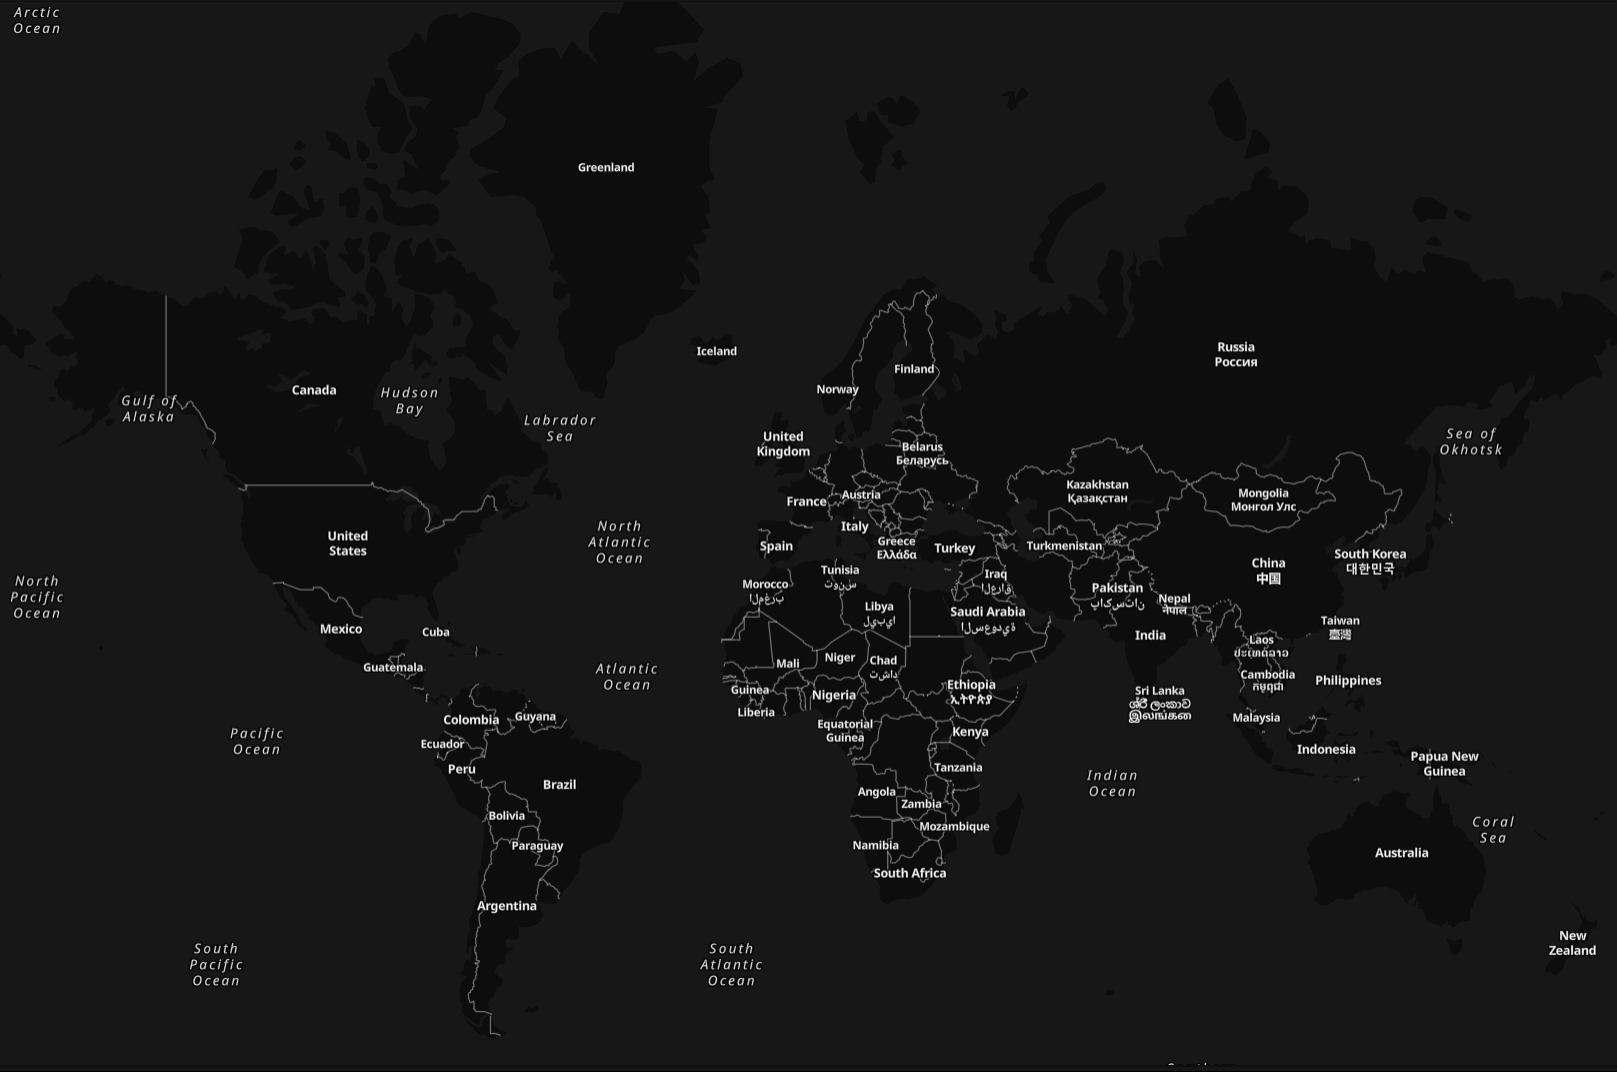 Arctic
Ocean
Greenland
Iceland
Russia
Россия
Finland
Norway
Canada
Hudson
Bay
Gulf of
Alaska
Labrador
Sea
Sea of
Okhotsk
United
Kingdom
Belarus
Беларусь
Kazakhstan
Қазақстан
Mongolia
Монгол Улс
France
Austria
Italy
United
States
North
Atlantic
Ocean
Spain
Greece
Ελλάδα
Turkey
Turkmenistan
China
中国
South Korea
대한민국
North
Pacific
Ocean
Tunisia
تونس
Morocco
المغرب
Iraq
العراق
Pakistan
پاکستان
Nepal
नेपाल
Libya
ليبيا
Saudi Arabia
السعودية
Mexico
Cuba
India
Taiwan
臺灣
Laos
ປະເທດລາວ
Guatemala
Mali
Niger
Chad
تشاد
Atlantic
Ocean
Cambodia
កម្ពុជា
Philippines
Guinea
Nigeria
Ethiopia
ኢትዮጵያ
Sri Lanka
ශ්‍රී ලංකාව
இலங்கை
Liberia
Colombia
Guyana
Malaysia
Equatorial
Guinea
Kenya
Pacific
Ocean
Ecuador
Indonesia
Peru
Tanzania
Papua New
Guinea
Brazil
Indian
Ocean
Angola
Zambia
Bolivia
Mozambique
Coral
Sea
Paraguay
Namibia
Australia
South Africa
Argentina
New
Zealand
South
Pacific
Ocean
South
Atlantic
Ocean